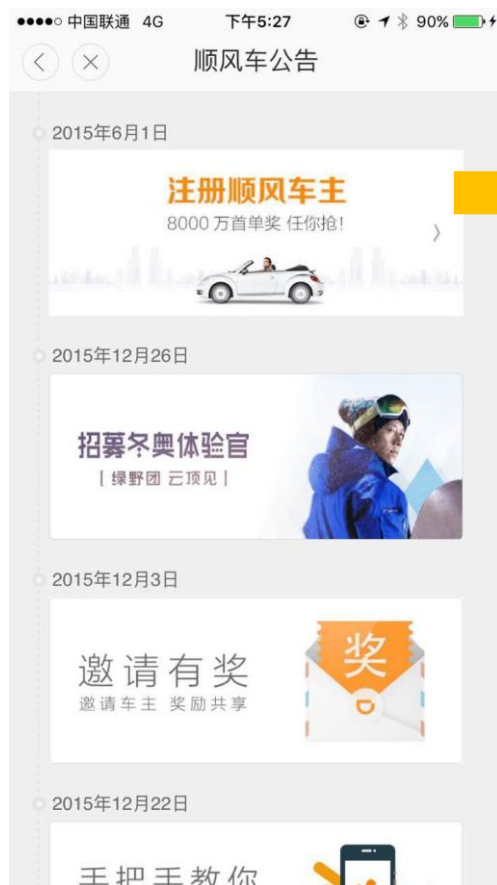 中国联通 4G 下午5:27 90%
顺风车公告
2015年6月1日
注册顺风车主
8000万首单奖 任你抢!
2015年12月26日
招募冬奥体验官
[ 绿野团 云顶见 ]
2015年12月3日
邀请有奖
邀请车主 奖励共享
奖
2015年12月22日
手把手教你